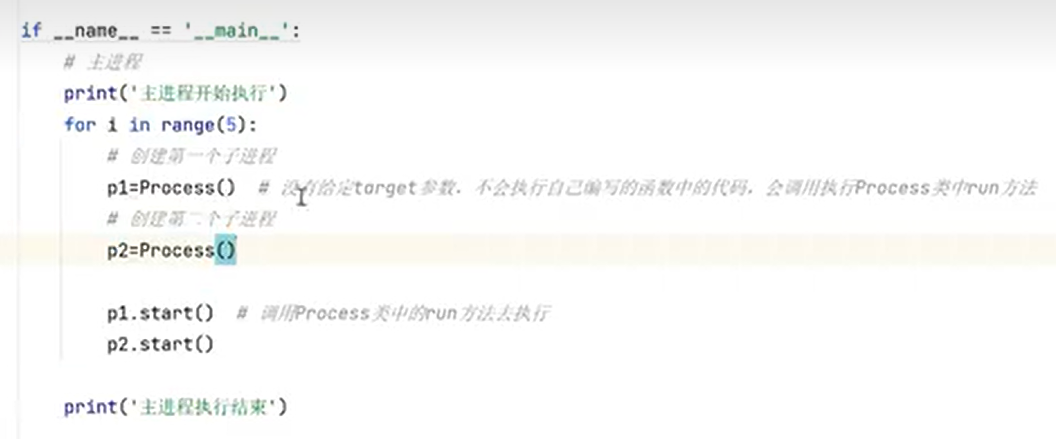 if __name__ == '__main__':
# 主进程
print('主进程开始执行')
for i in range(5):
# 创建第一个子进程
p1=Process() # 没有给定target参数，不会执行自己编写的函数中的代码，会调用执行Process类中run方法
# 创建第二个子进程
p2=Process()
p1.start() # 调用Process类中的run方法去执行
p2.start()
print('主进程执行结束')